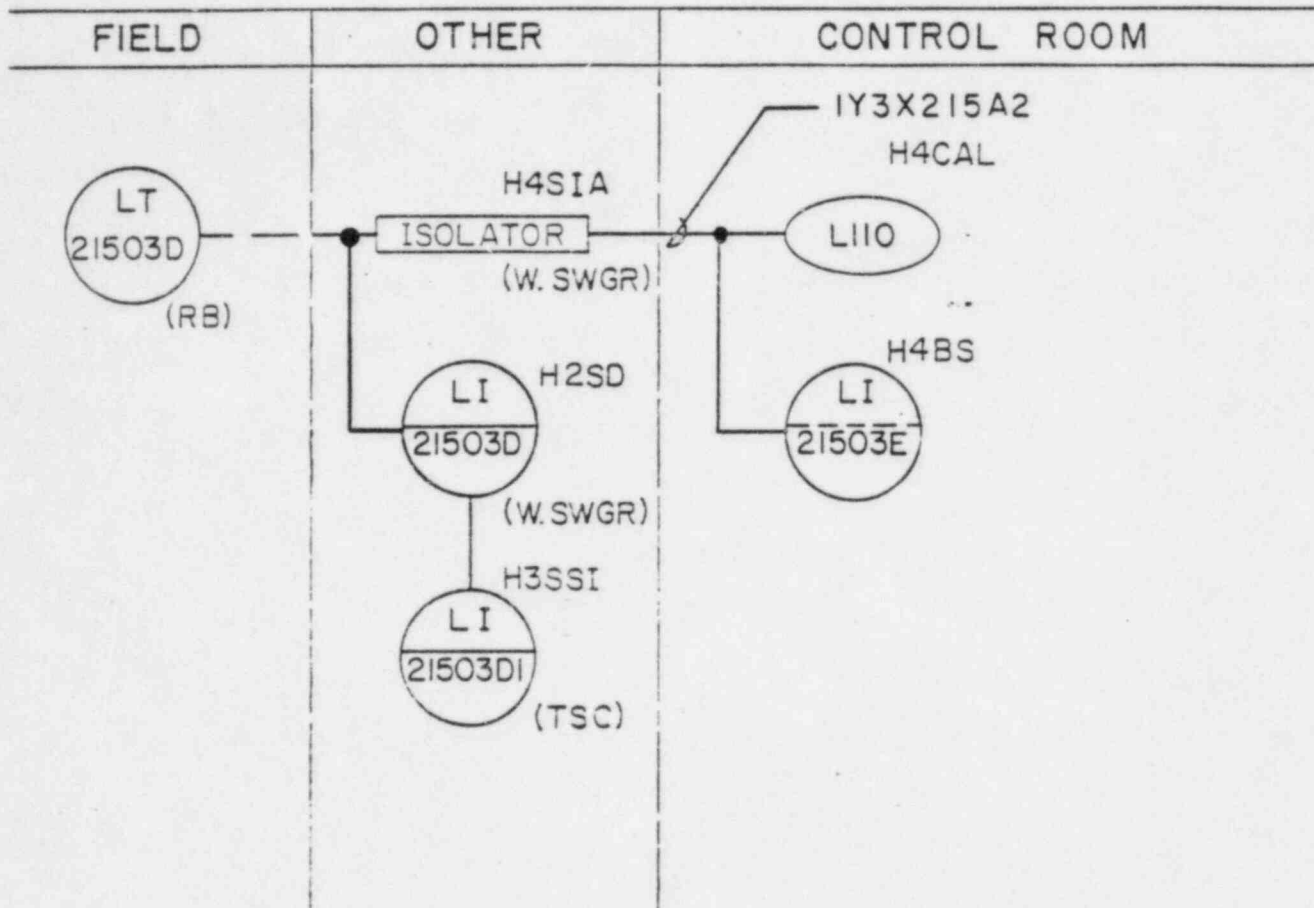 FIELD
OTHER
CONTROL ROOM
1Y3X215A2
H4CAL
LT
21503D
(RB)
H4SIA
ISOLATOR
(W. SWGR)
L110
H2SD
LI
21503D
(W. SWGR)
H4BS
LI
21503E
H3SSI
LI
21503D1
(TSC)